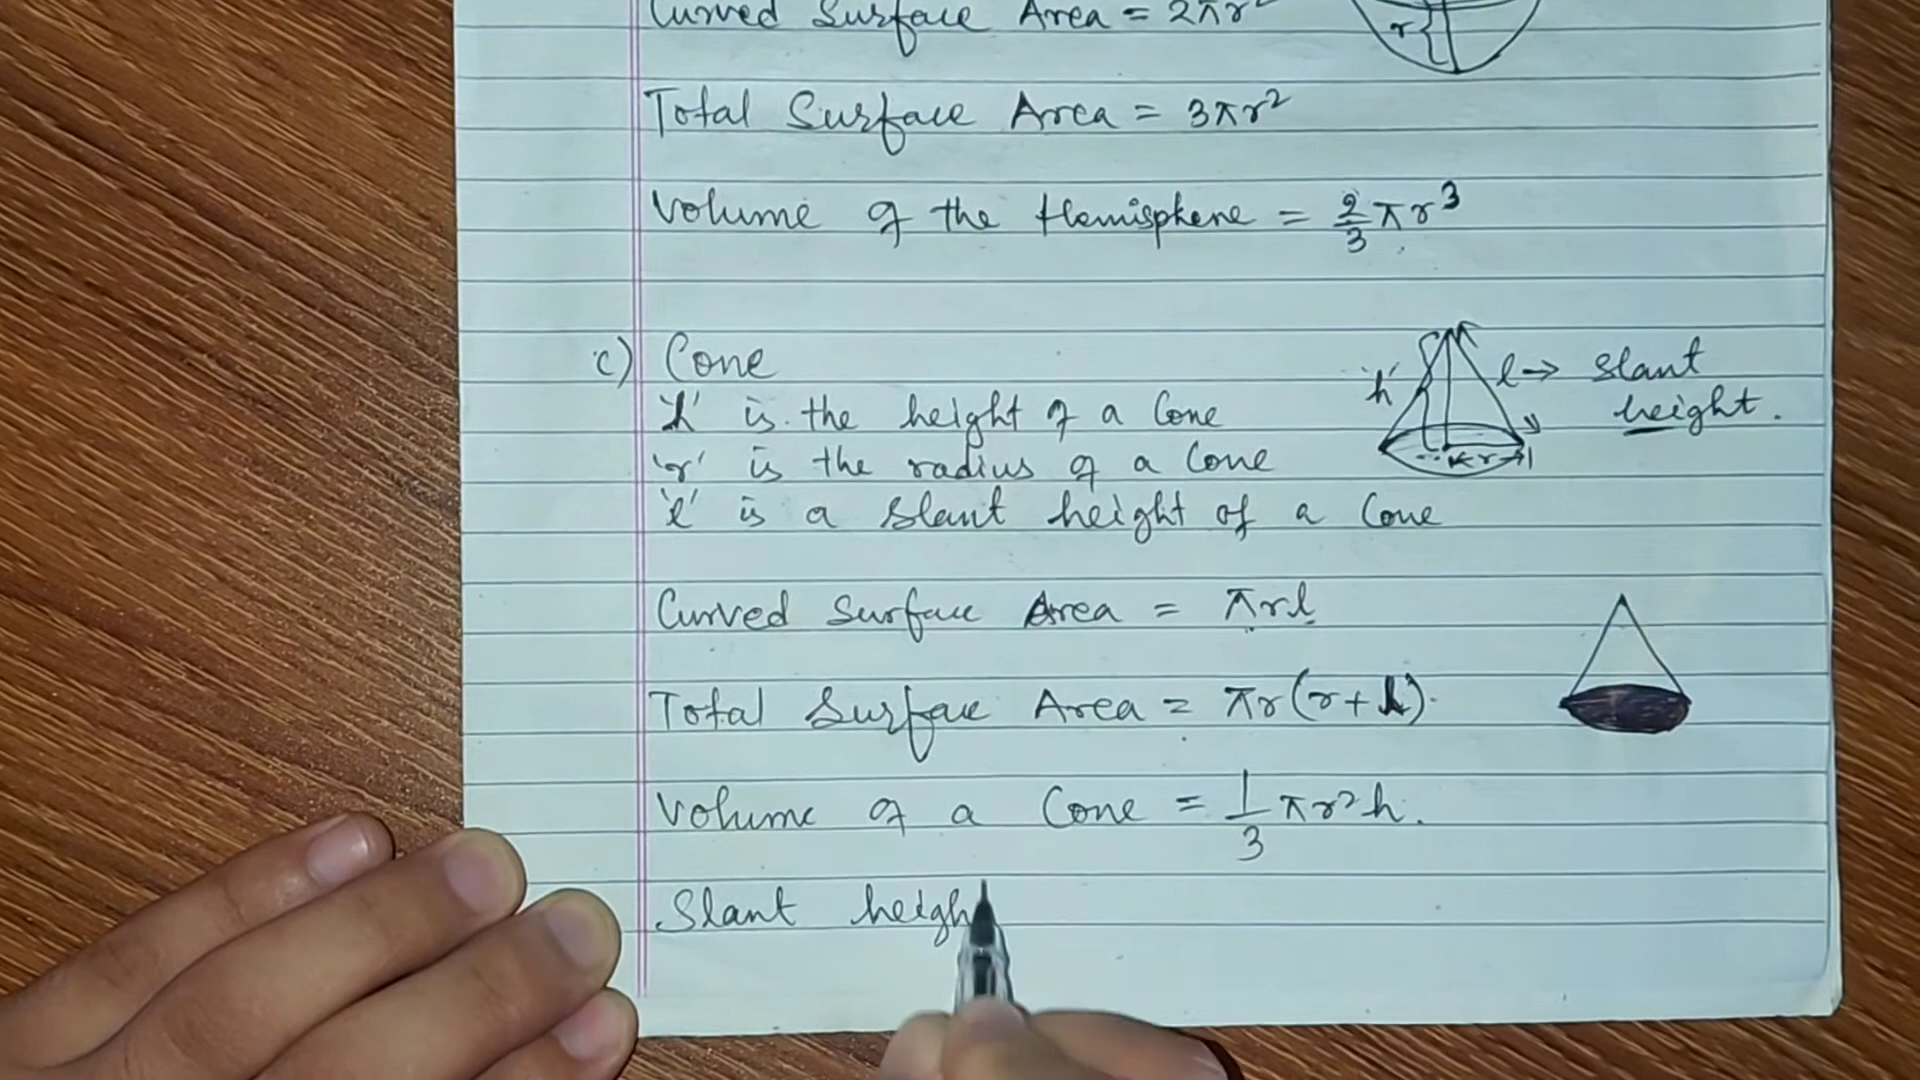 Curved Surface Area = 2πr²
r
Total Surface Area = 3πr²
Volume of the Hemisphere = 2/3 πr³
c) Cone
'h' l → slant
height.
r
'h' is the height of a Cone
'r' is the radius of a Cone
'l' is a slant height of a Cone
Curved Surface Area = πrl
Total Surface Area = πr(r+l).
Volume of a Cone = 1/3 πr²h.
Slant heigh